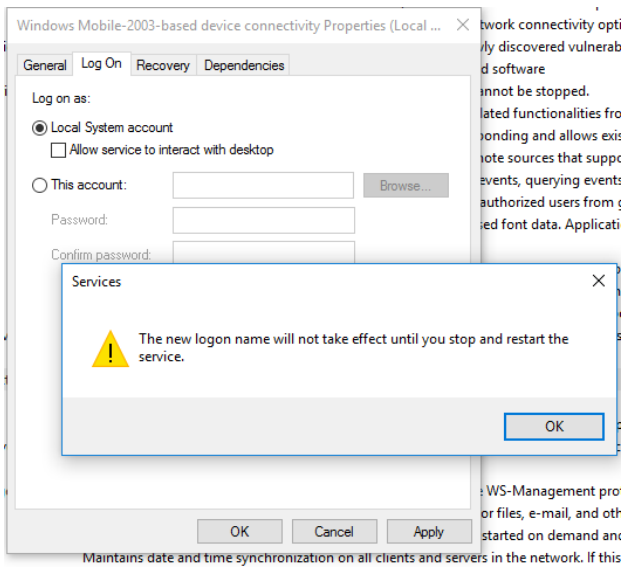 Windows Mobile-2003-based device connectivity Properties (Local ...
General Log On Recovery Dependencies
Log on as:
Local System account
Allow service to interact with desktop
This account:
Browse...
Password:
Confirm password:
Services
The new logon name will not take effect until you stop and restart the
service.
OK
OK Cancel Apply
twork connectivity opti
vly discovered vulnerab
d software
annot be stopped.
lated functionalities fro
onding and allows exis
note sources that suppo
events, querying events
authorized users from g
sed font data. Applicati
WS-Management prot
or files, e-mail, and oth
started on demand and
Maintains date and time synchronization on all clients and servers in the network. If this